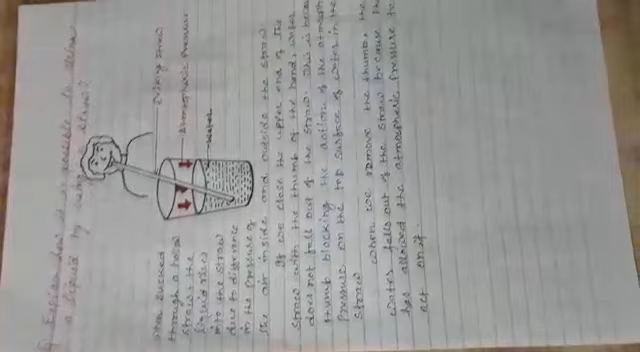 Q Explain how it is possible to drink
a liquid by using a straw?
Drinking straw
Atmospheric Pressure
Water
When sucked
through a
straw, the
liquid rises
into the straw
due to difference
in the pressure of
the air inside and outside the straw
If we close the upper end of the
straw with the thumb of the hand, water
does not fall out of the straw. This is because
thumb blocking the action of the atmospheric
Pressure on the top surface of water in the
straw
When we remove the thumb, the
water falls out of the straw because the
has allowed the atmospheric pressure to
act on it.